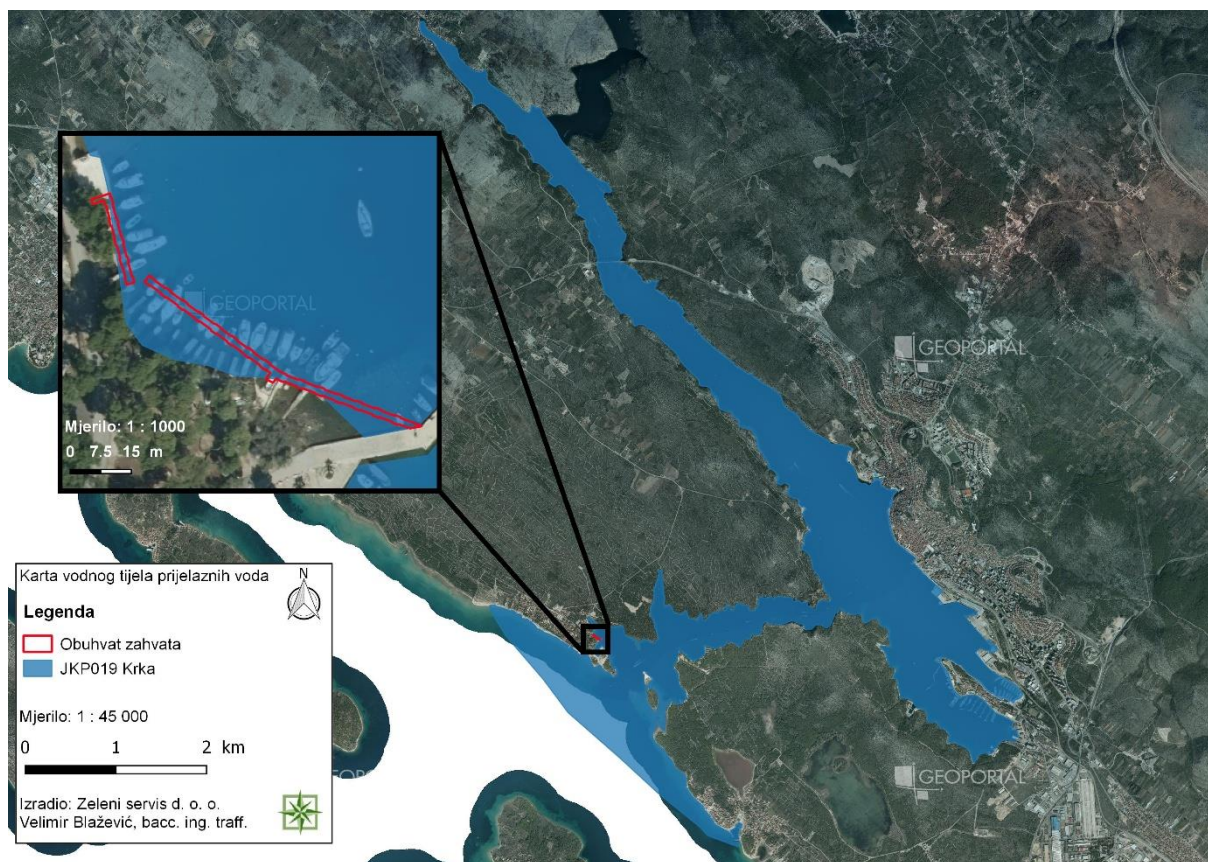 GEOPORTAL
Mjerilo: 1 : 1000
0 7.5 15 m
GEOPORTAL
Karta vodnog tijela prijelaznih voda
N
Legenda
Obuhvat zahvata
JKP019 Krka
Mjerilo: 1 : 45 000
0 1 2 km
Izradio: Zeleni servis d. o. o.
Velimir Blažević, bacc. ing. traff.
GEOPO
GEOPORTAL